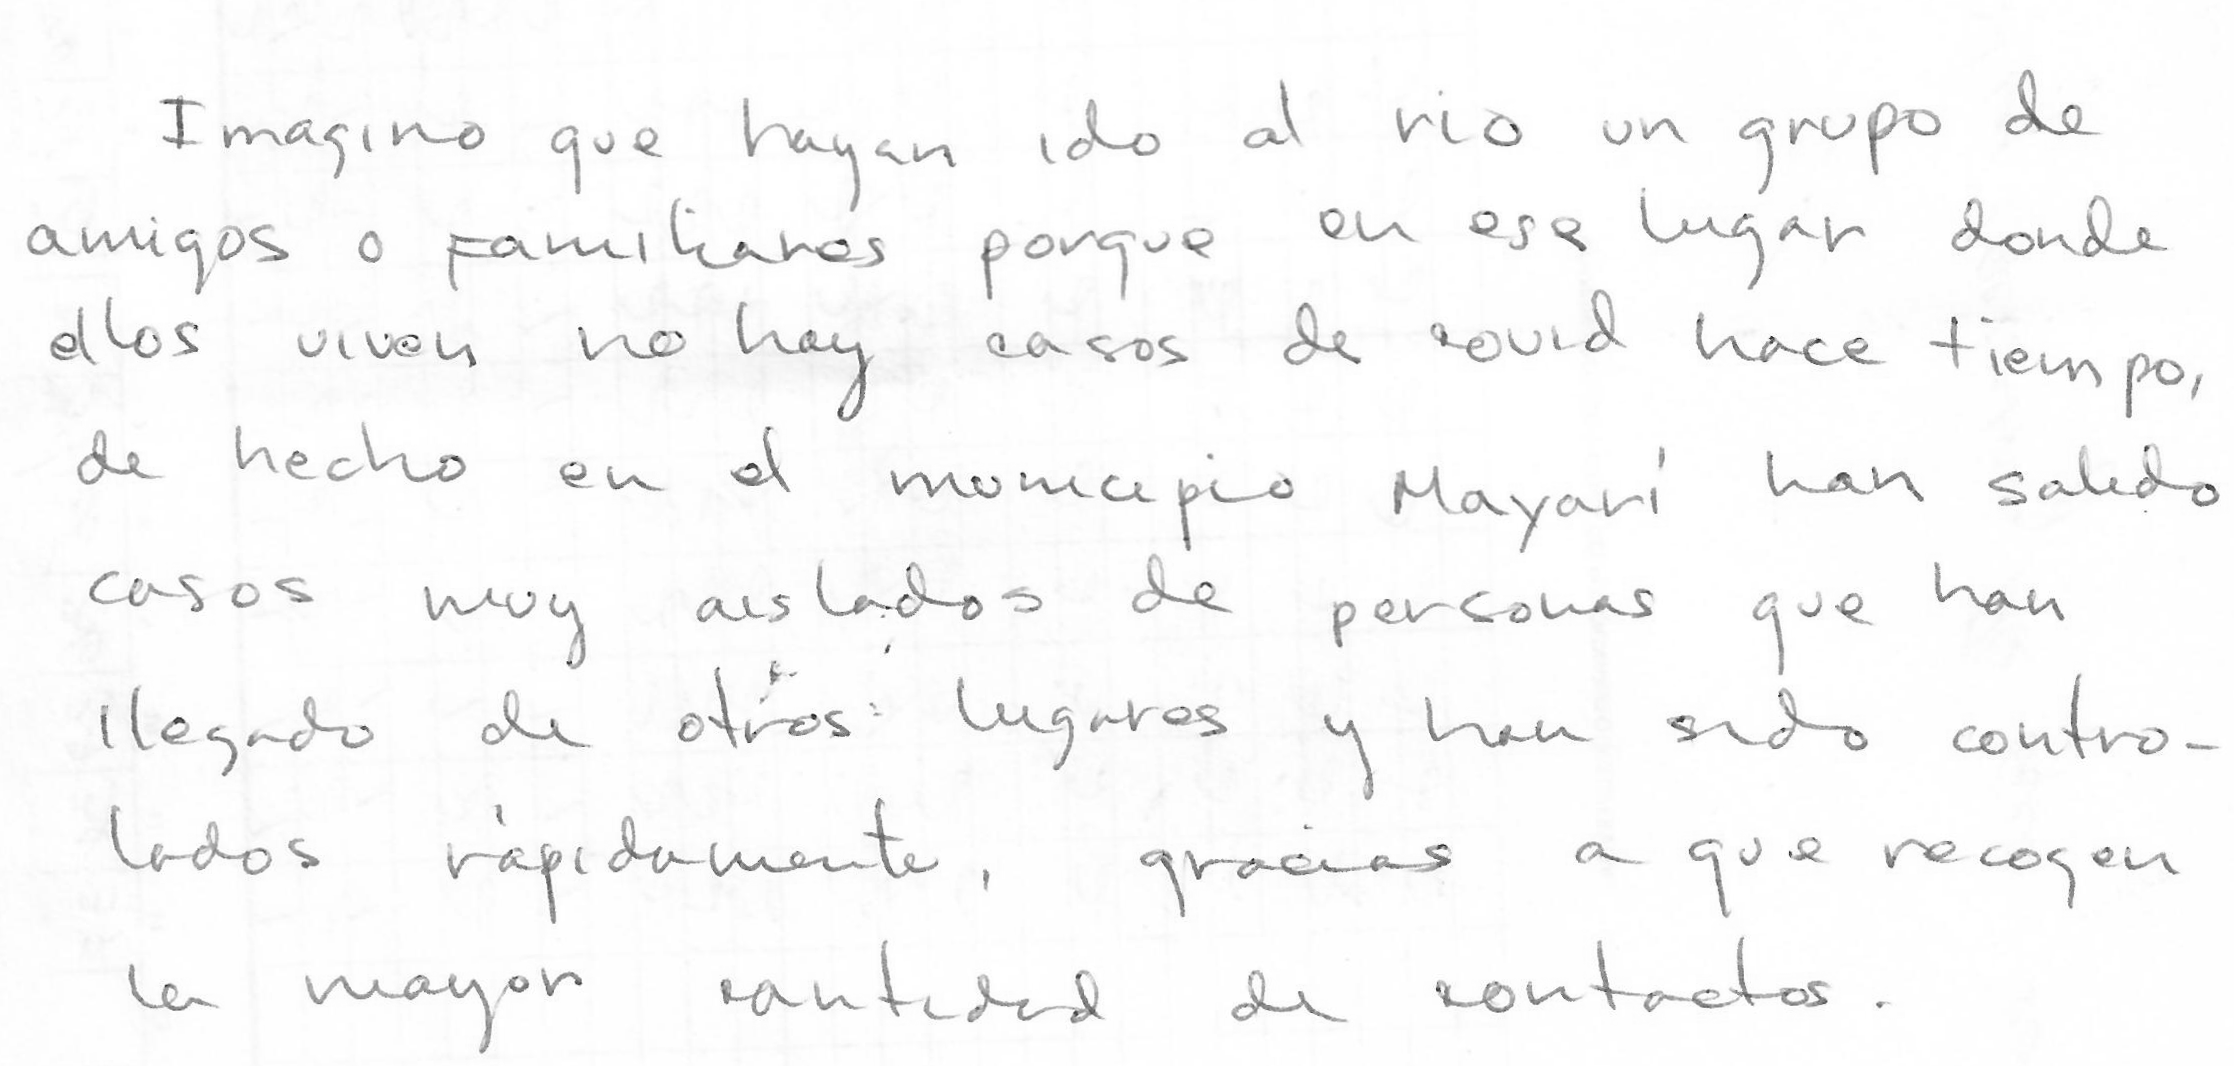 Imagino que hayan ido al rio un grupo de
amigos o familiares porque en ese lugar donde
ellos viven no hay casos de covid hace tiempo,
de hecho en el municipio Mayarí han salido
casos muy aislados de personas que han
llegado de otros lugares y han sido contro-
lados rápidamente, gracias a que recogen
la mayor cantidad de contactos.